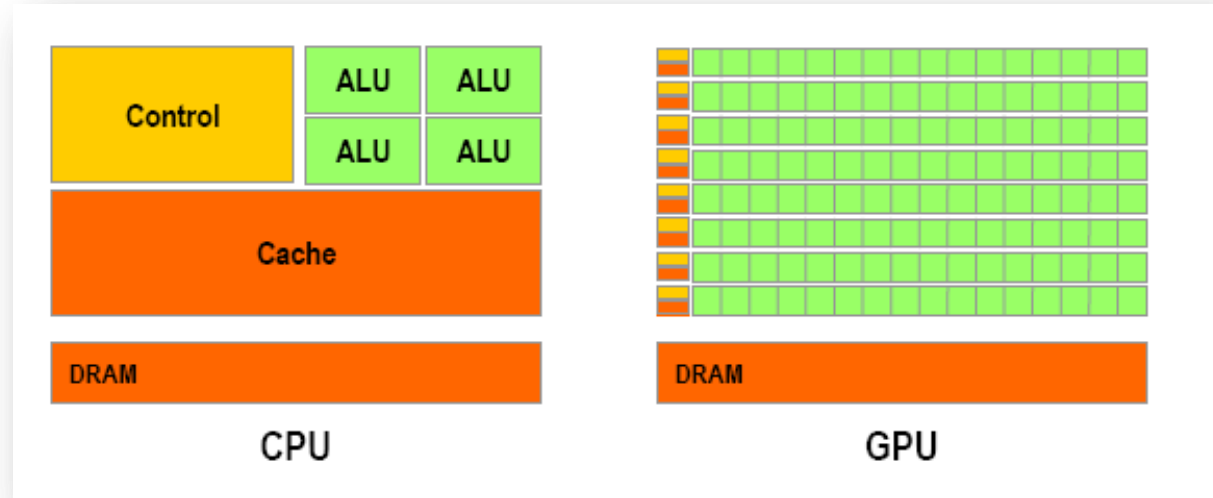 Control
ALU ALU
ALU ALU
Cache
DRAM
CPU
DRAM
GPU